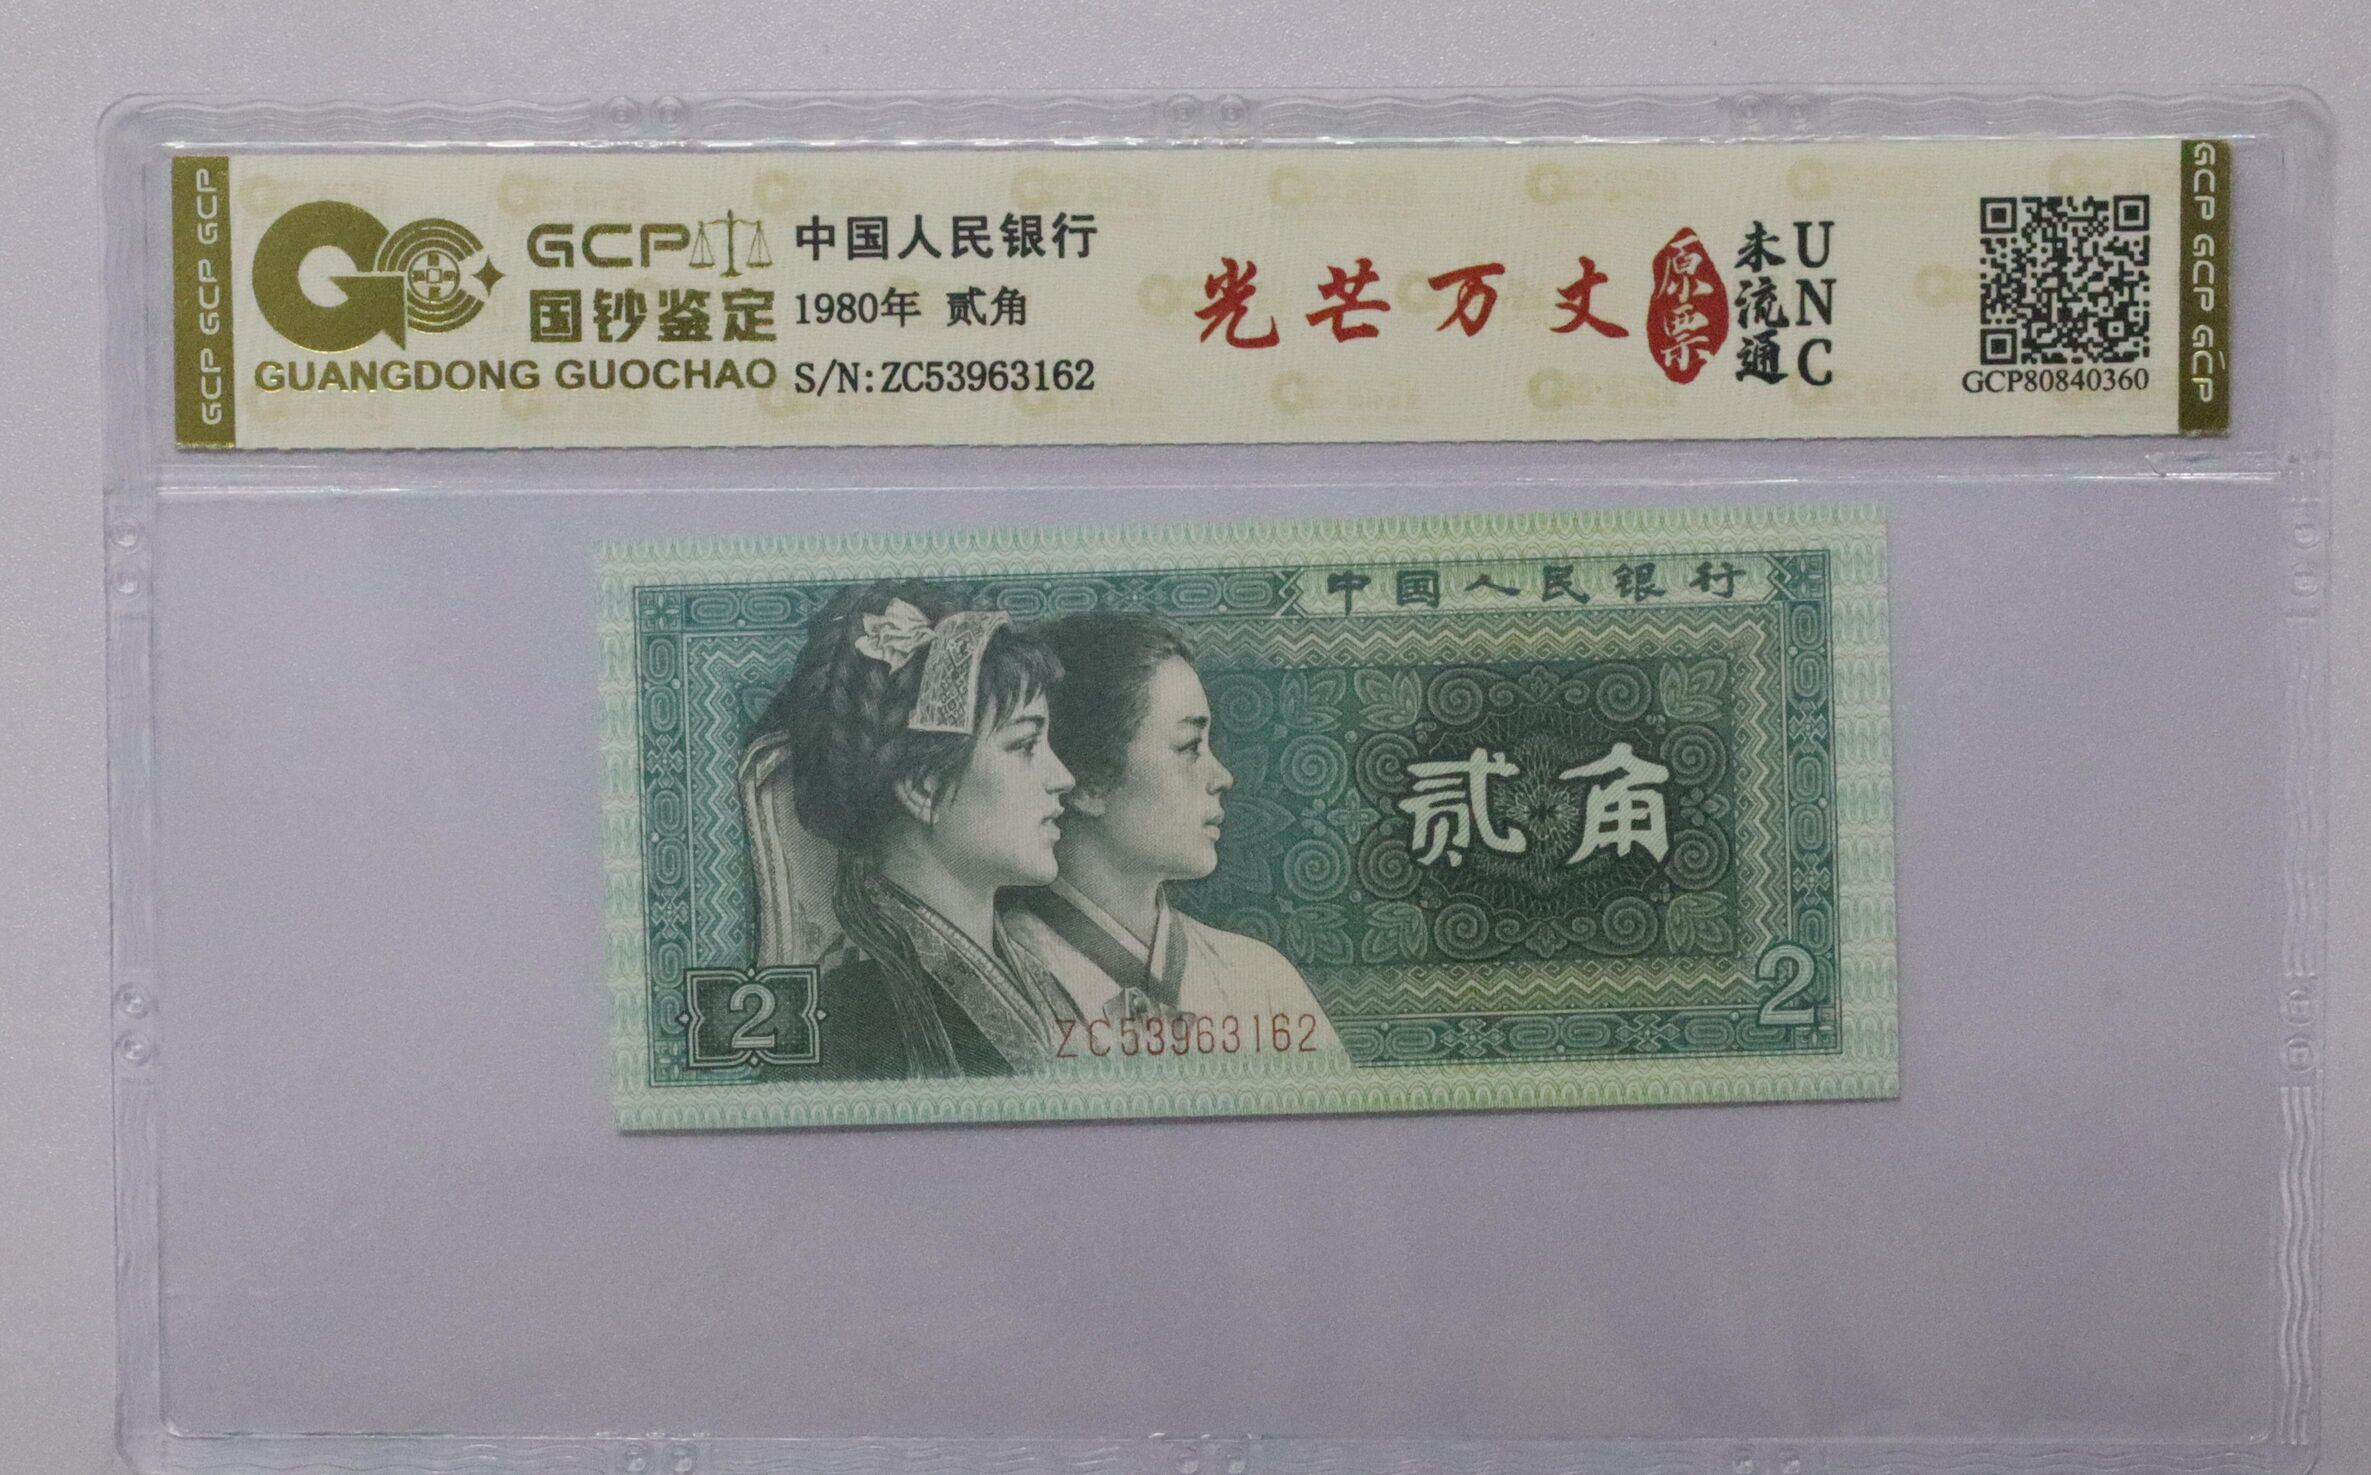 GCP GCP GCP
GCP
国钞鉴定
GUANGDONG GUOCHAO
中国人民银行
1980年 贰角
S/N:ZC53963162
光芒万丈
原票
未流通
UNC
GCP80840360
GCP GCP GCP
中国人民银行
贰角
2
2
ZC53963162